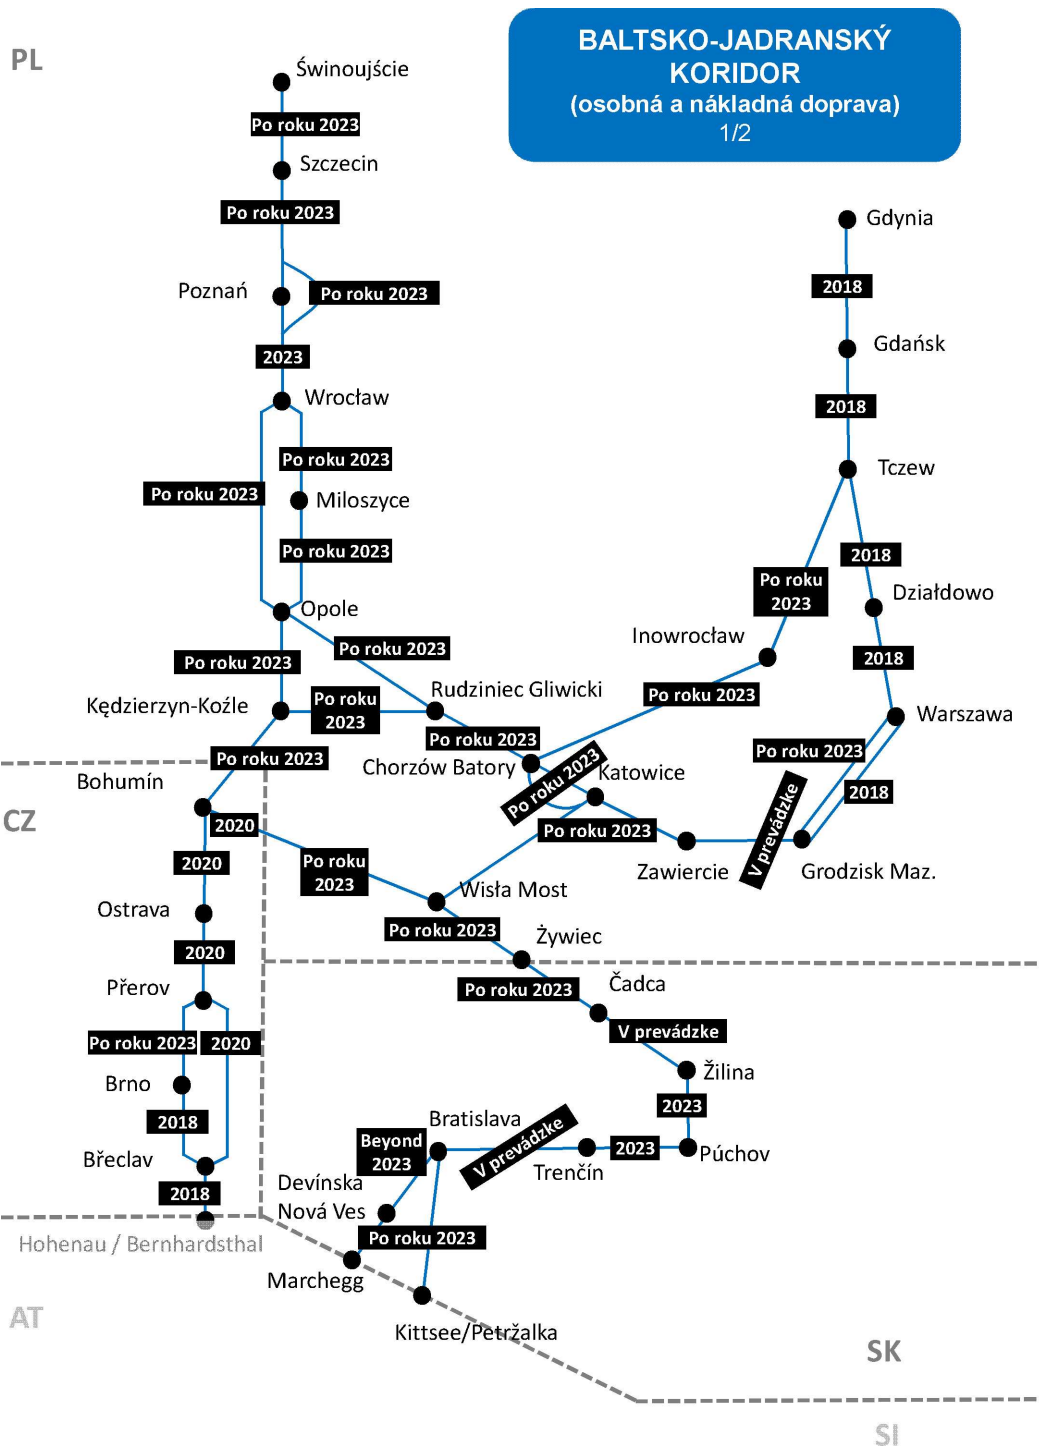 BALTSKO-JADRANSKÝ
KORIDOR
(osobná a nákladná doprava)
1/2
PL
Świnoujście
Po roku 2023
Szczecin
Po roku 2023
Gdynia
2018
Poznań
Po roku 2023
Gdańsk
2023
Wrocław
2018
Po roku 2023
Tczew
Po roku 2023
Miloszyce
Po roku 2023
2018
Po roku
2023
Działdowo
Opole
Inowrocław
Po roku 2023
Po roku 2023
2018
Rudziniec Gliwicki
Po roku 2023
Kędzierzyn-Koźle
Po roku
2023
Warszawa
Po roku 2023
Po roku 2023
Po roku 2023
Chorzów Batory
Po roku 2023
Katowice
Bohumín
2018
CZ
2020
Po roku 2023
V prevádzke
2020
Po roku
2023
Zawiercie
Grodzisk Maz.
Wisła Most
Ostrava
Po roku 2023
Żywiec
2020
Přerov
Po roku 2023
Čadca
V prevádzke
Po roku 2023
2020
Žilina
Brno
2023
2018
Bratislava
Beyond
2023
V prevádzke
2023
Púchov
Břeclav
Trenčín
2018
Devínska
Nová Ves
Po roku 2023
Hohenau / Bernhardsthal
Marchegg
AT
Kittsee/Petržalka
SK
SI